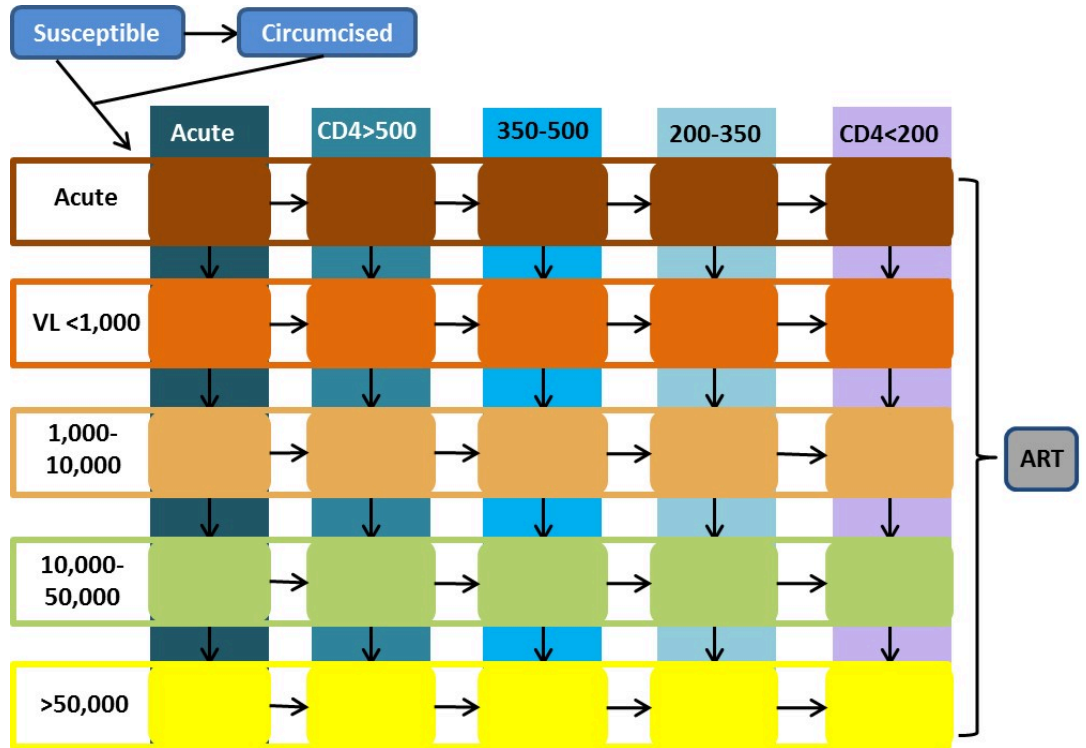 Susceptible
Circumcised
Acute
CD4>500
350-500
200-350
CD4<200
Acute
VL <1,000
1,000-
10,000
ART
10,000-
50,000
>50,000